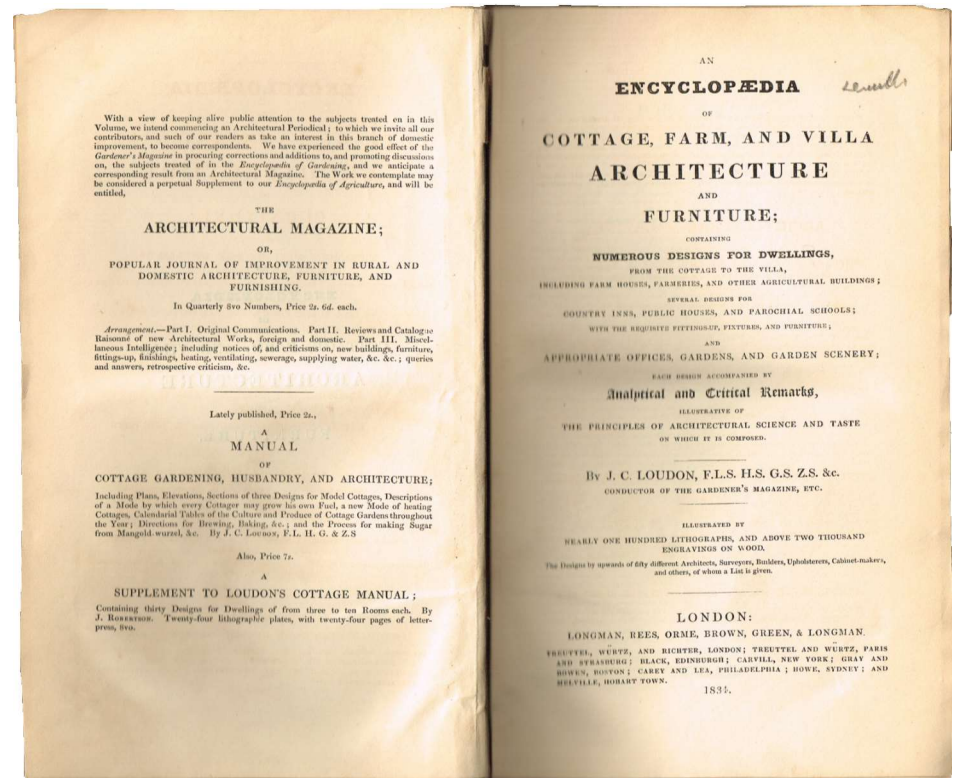 With a view of keeping alive public attention to the subjects treated on in this
Volume, we intend commencing an Architectural Periodical; to which we invite all our
contributors, and such of our readers as take an interest in this branch of domestic
improvement, to become correspondents. We have experienced the good effect of the
Gardener's Magazine in procuring corrections and additions to, and promoting discussions
on, the subjects treated of in the Encyclopædia of Gardening, and we anticipate a
corresponding result from an Architectural Magazine. The Work we contemplate may
be considered a perpetual Supplement to our Encyclopædia of Agriculture, and will be
entitled,
THE
ARCHITECTURAL MAGAZINE;
OR,
POPULAR JOURNAL OF IMPROVEMENT IN RURAL AND
DOMESTIC ARCHITECTURE, FURNITURE, AND
FURNISHING.
In Quarterly 8vo Numbers, Price 2s. 6d. each.
Arrangement.—Part I. Original Communications. Part II. Reviews and Catalogue
Raisonné of new Architectural Works, foreign and domestic. Part III. Miscel-
laneous Intelligence; including notices of, and criticisms on, new buildings, furniture,
fittings-up, finishings, heating, ventilating, sewerage, supplying water, &c. &c.; queries
and answers, retrospective criticism, &c.
Lately published, Price 2s.,
A
MANUAL
OF
COTTAGE GARDENING, HUSBANDRY, AND ARCHITECTURE;
Including Plans, Elevations, Sections of three Designs for Model Cottages, Descriptions
of a Mode by which every Cottager may grow his own Fuel, a new Mode of heating
Cottages, Calendarial Tables of the Culture and Produce of Cottage Gardens throughout
the Year; Directions for Brewing, Baking, &c.; and the Process for making Sugar
from Mangold wurzel, &c. By J. C. LOUDON, F.L. H. G. & Z.S
Also, Price 7s.
A
SUPPLEMENT TO LOUDON'S COTTAGE MANUAL;
Containing thirty Designs for Dwellings of from three to ten Rooms each. By
J. ROBERTSON. Twenty-four lithographic plates, with twenty-four pages of letter-
press, 8vo.
AN
ENCYCLOPÆDIA
OF
COTTAGE, FARM, AND VILLA
ARCHITECTURE
AND
FURNITURE;
CONTAINING
NUMEROUS DESIGNS FOR DWELLINGS,
FROM THE COTTAGE TO THE VILLA,
INCLUDING FARM HOUSES, FARMERIES, AND OTHER AGRICULTURAL BUILDINGS;
SEVERAL DESIGNS FOR
COUNTRY INNS, PUBLIC HOUSES, AND PAROCHIAL SCHOOLS;
WITH THE REQUISITE FITTINGS-UP, FIXTURES, AND FURNITURE;
AND
APPROPRIATE OFFICES, GARDENS, AND GARDEN SCENERY;
EACH DESIGN ACCOMPANIED BY
Analytical and Critical Remarks,
ILLUSTRATIVE OF
THE PRINCIPLES OF ARCHITECTURAL SCIENCE AND TASTE
ON WHICH IT IS COMPOSED.
By J. C. LOUDON, F.L.S. H.S. G.S. Z.S. &c.
CONDUCTOR OF THE GARDENER'S MAGAZINE, ETC.
ILLUSTRATED BY
NEARLY ONE HUNDRED LITHOGRAPHS, AND ABOVE TWO THOUSAND
ENGRAVINGS ON WOOD.
The Designs by upwards of fifty different Architects, Surveyors, Builders, Upholsterers, Cabinet-makers,
and others, of whom a List is given.
LONDON:
LONGMAN, REES, ORME, BROWN, GREEN, & LONGMAN.
TREUTTEL, WÜRTZ, AND RICHTER, LONDON; TREUTTEL AND WÜRTZ, PARIS
AND STRASBURG; BLACK, EDINBURGH; CARVILL, NEW YORK; GRAY AND
BOWEN, BOSTON; CAREY AND LEA, PHILADELPHIA; HOWE, SYDNEY; AND
MELVILLE, HOBART TOWN.
1834.